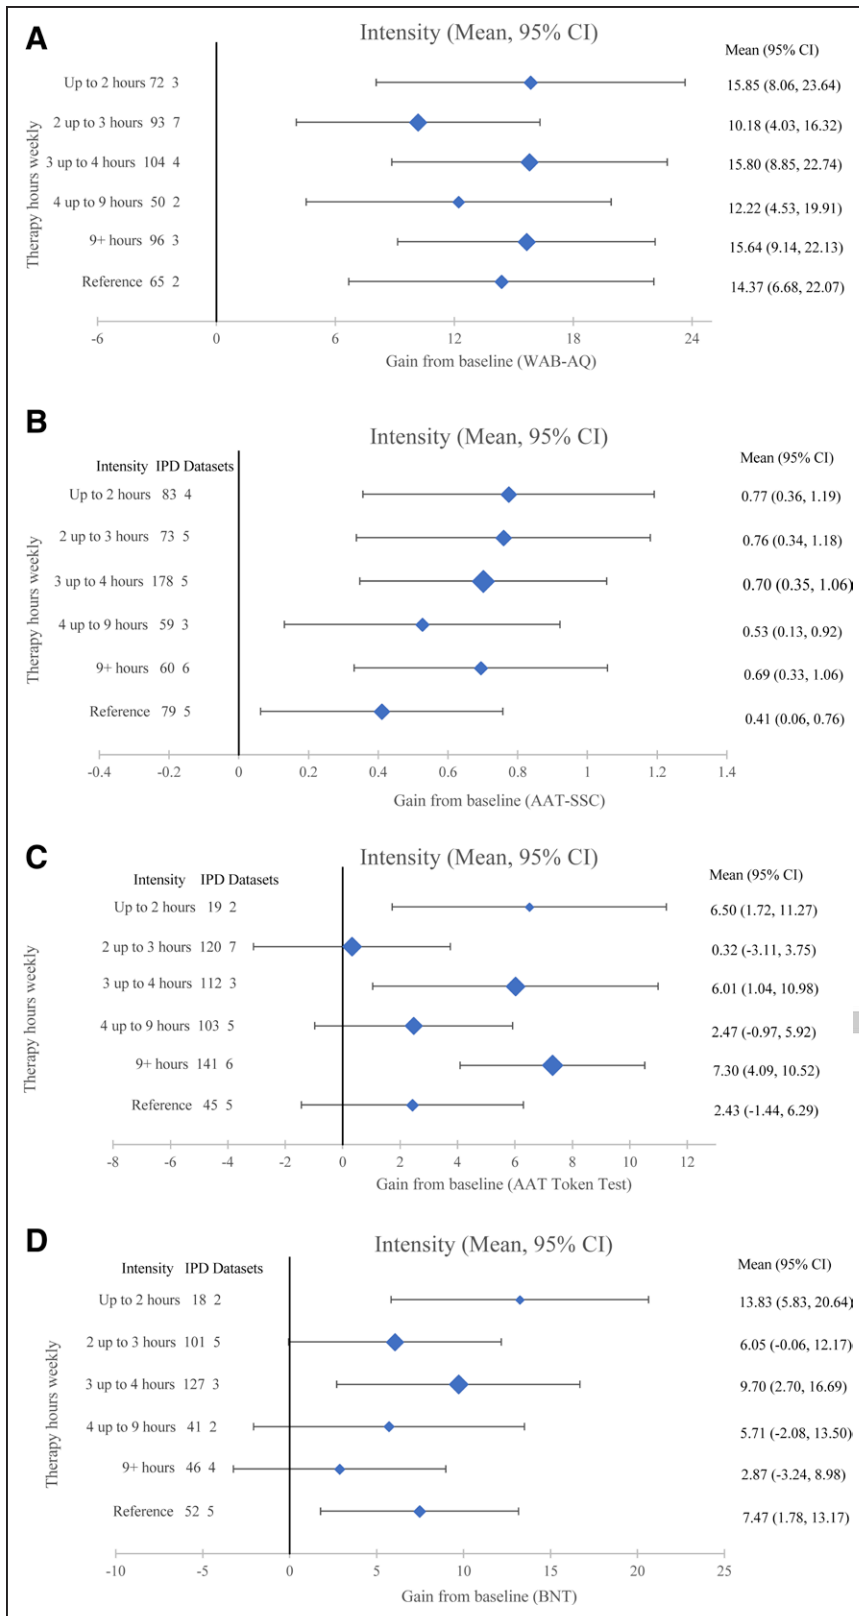 A
Intensity (Mean, 95% CI)
Mean (95% CI)
Therapy hours weekly
Up to 2 hours 72 3 15.85 (8.06, 23.64)
2 up to 3 hours 93 7 10.18 (4.03, 16.32)
3 up to 4 hours 104 4 15.80 (8.85, 22.74)
4 up to 9 hours 50 2 12.22 (4.53, 19.91)
9+ hours 96 3 15.64 (9.14, 22.13)
Reference 65 2 14.37 (6.68, 22.07)
-6 0 6 12 18 24
Gain from baseline (WAB-AQ)
B
Intensity (Mean, 95% CI)
Intensity IPD Datasets Mean (95% CI)
Therapy hours weekly
Up to 2 hours 83 4 0.77 (0.36, 1.19)
2 up to 3 hours 73 5 0.76 (0.34, 1.18)
3 up to 4 hours 178 5 0.70 (0.35, 1.06)
4 up to 9 hours 59 3 0.53 (0.13, 0.92)
9+ hours 60 6 0.69 (0.33, 1.06)
Reference 79 5 0.41 (0.06, 0.76)
-0.4 -0.2 0 0.2 0.4 0.6 0.8 1 1.2 1.4
Gain from baseline (AAT-SSC)
C
Intensity (Mean, 95% CI)
Intensity IPD Datasets Mean (95% CI)
Therapy hours weekly
Up to 2 hours 19 2 6.50 (1.72, 11.27)
2 up to 3 hours 120 7 0.32 (-3.11, 3.75)
3 up to 4 hours 112 3 6.01 (1.04, 10.98)
4 up to 9 hours 103 5 2.47 (-0.97, 5.92)
9+ hours 141 6 7.30 (4.09, 10.52)
Reference 45 5 2.43 (-1.44, 6.29)
-8 -6 -4 -2 0 2 4 6 8 10 12
Gain from baseline (AAT Token Test)
D
Intensity (Mean, 95% CI)
Intensity IPD Datasets Mean (95% CI)
Therapy hours weekly
Up to 2 hours 18 2 13.83 (5.83, 20.64)
2 up to 3 hours 101 5 6.05 (-0.06, 12.17)
3 up to 4 hours 127 3 9.70 (2.70, 16.69)
4 up to 9 hours 41 2 5.71 (-2.08, 13.50)
9+ hours 46 4 2.87 (-3.24, 8.98)
Reference 52 5 7.47 (1.78, 13.17)
-10 -5 0 5 10 15 20 25
Gain from baseline (BNT)